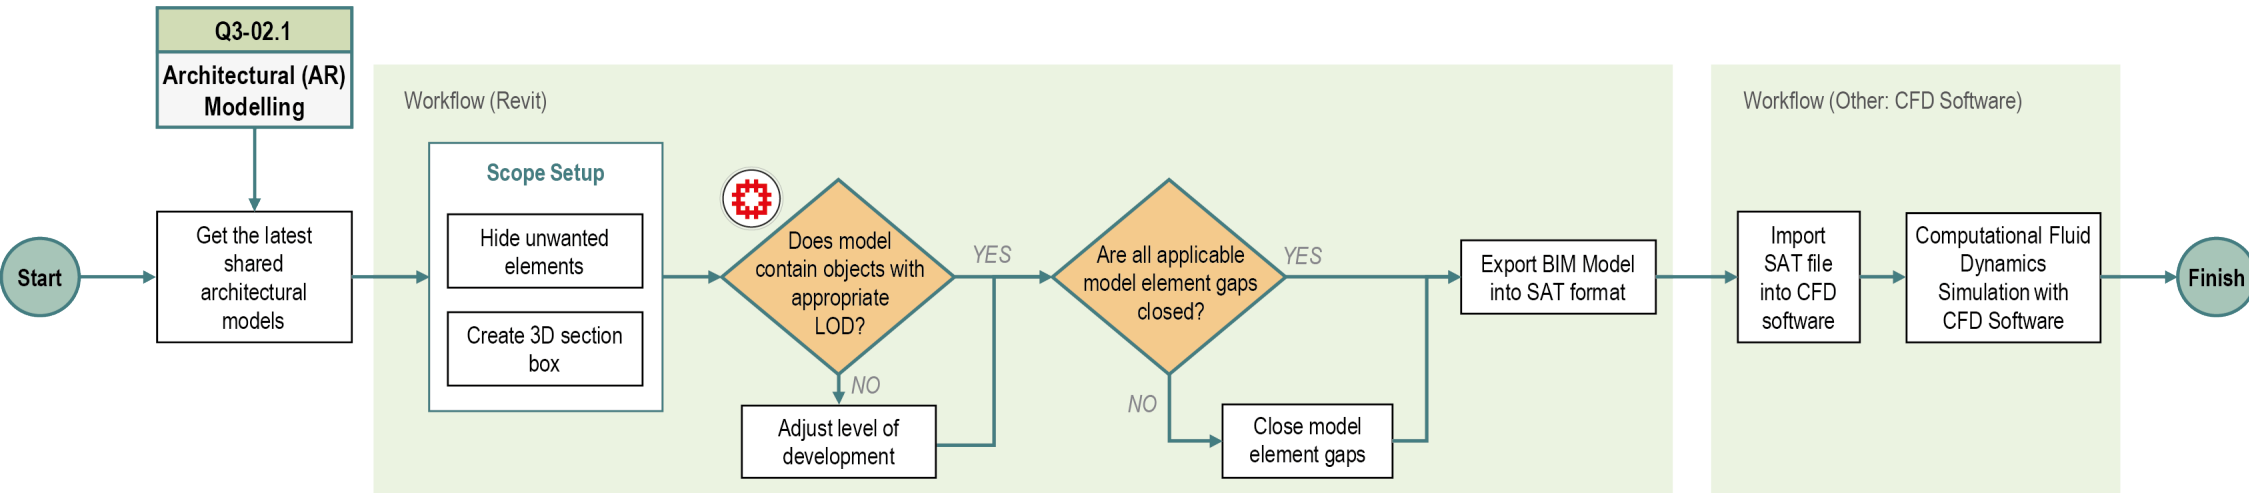 Q3-02.1
Architectural (AR)
Modelling
Workflow (Revit)
Workflow (Other: CFD Software)
Start
Get the latest
shared
architectural
models
Scope Setup
Hide unwanted
elements
Create 3D section
box
Does model
contain objects with
appropriate
LOD?
YES
NO
Adjust level of
development
Are all applicable
model element gaps
closed?
YES
NO
Close model
element gaps
Export BIM Model
into SAT format
Import
SAT file
into CFD
software
Computational Fluid
Dynamics
Simulation with
CFD Software
Finish